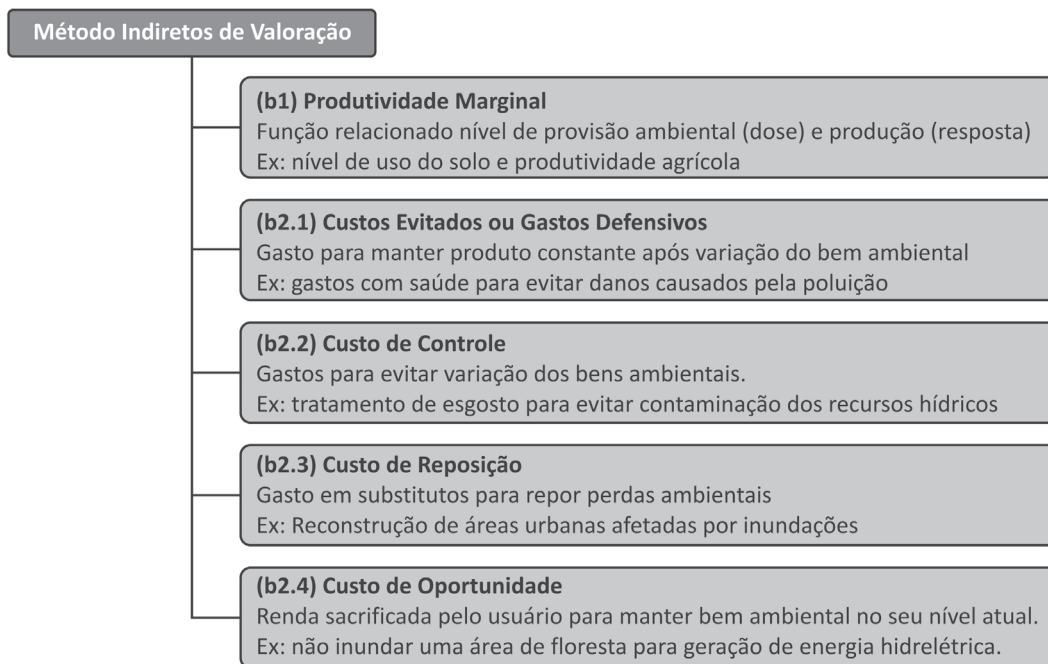 Método Indiretos de Valoração
(b1) Produtividade Marginal
Função relacionado nível de provisão ambiental (dose) e produção (resposta)
Ex: nível de uso do solo e produtividade agrícola
(b2.1) Custos Evitados ou Gastos Defensivos
Gasto para manter produto constante após variação do bem ambiental
Ex: gastos com saúde para evitar danos causados pela poluição
(b2.2) Custo de Controle
Gastos para evitar variação dos bens ambientais.
Ex: tratamento de esgosto para evitar contaminação dos recursos hídricos
(b2.3) Custo de Reposição
Gasto em substitutos para repor perdas ambientais
Ex: Reconstrução de áreas urbanas afetadas por inundações
(b2.4) Custo de Oportunidade
Renda sacrificada pelo usuário para manter bem ambiental no seu nível atual.
Ex: não inundar uma área de floresta para geração de energia hidrelétrica.